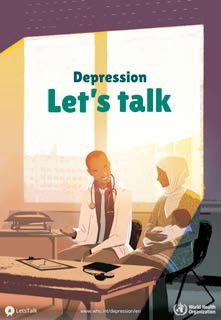 Depression
Let's talk
LetsTalk
www.who.int/depression/en
World Health
Organization